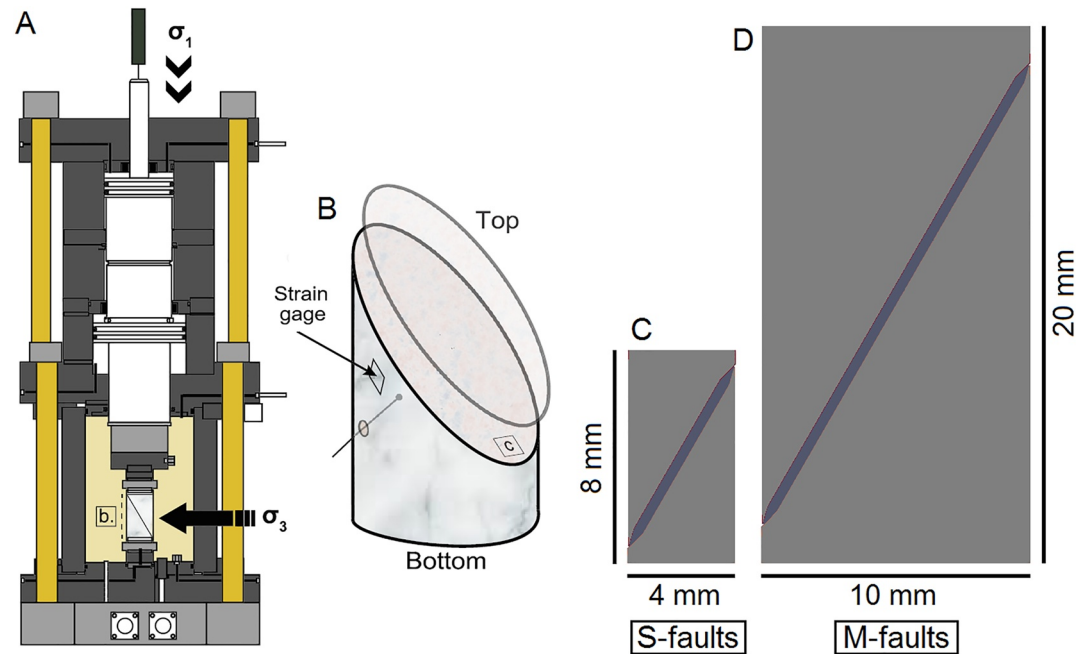 A
σ1
b.
σ3
B
Top
Strain
gage
c
Bottom
C
8 mm
4 mm
S-faults
D
20 mm
10 mm
M-faults